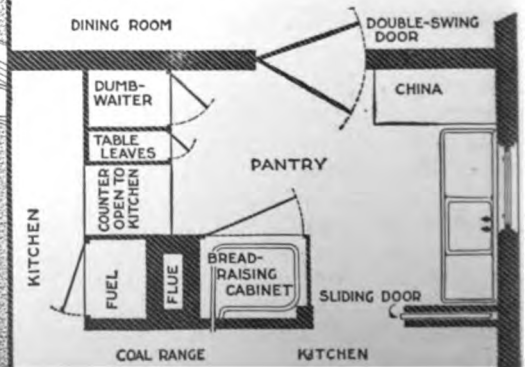 DINING ROOM
DOUBLE-SWING
DOOR
DUMB-
WAITER
CHINA
TABLE
LEAVES
PANTRY
COUNTER
OPEN TO
KITCHEN
KITCHEN
FUEL
FLUE
BREAD-
RAISING
CABINET
SLIDING DOOR
COAL RANGE
KITCHEN